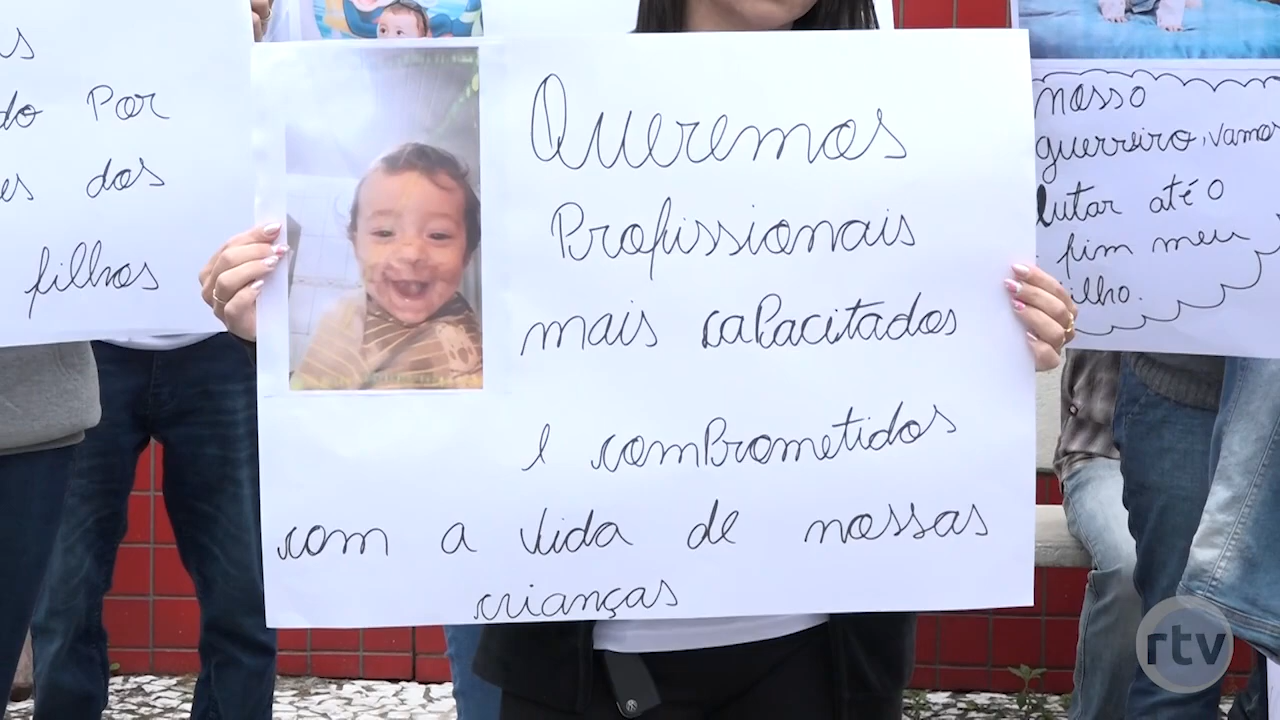 Por
dos
filhos
Queremos
Profissionais
mais caPacitados
e comPrometidos
com a vida de nossas
crianças
nosso
guerreiro, vamos
lutar até o
fim meu
filho.
rtv